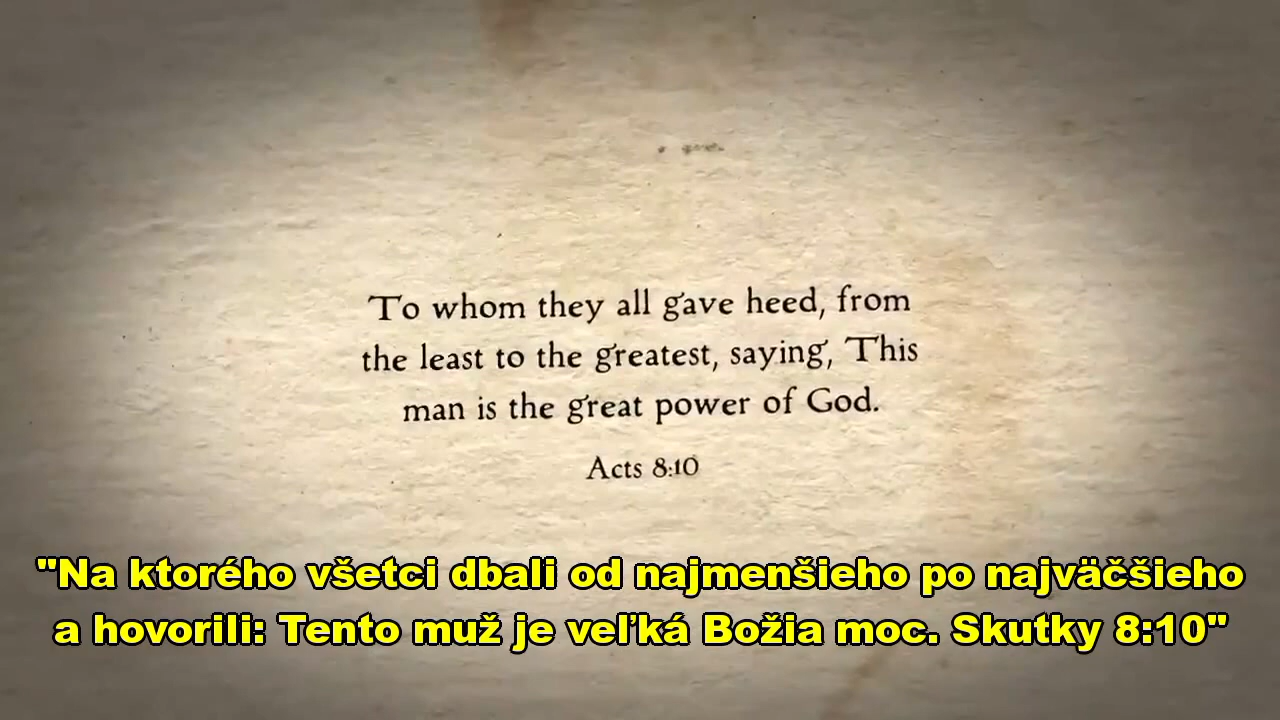 To whom they all gave heed, from
the least to the greatest, saying, This
man is the great power of God.
Acts 8:10
"Na ktorého všetci dbali od najmenšieho po najväčšieho
a hovorili: Tento muž je veľká Božia moc. Skutky 8:10"